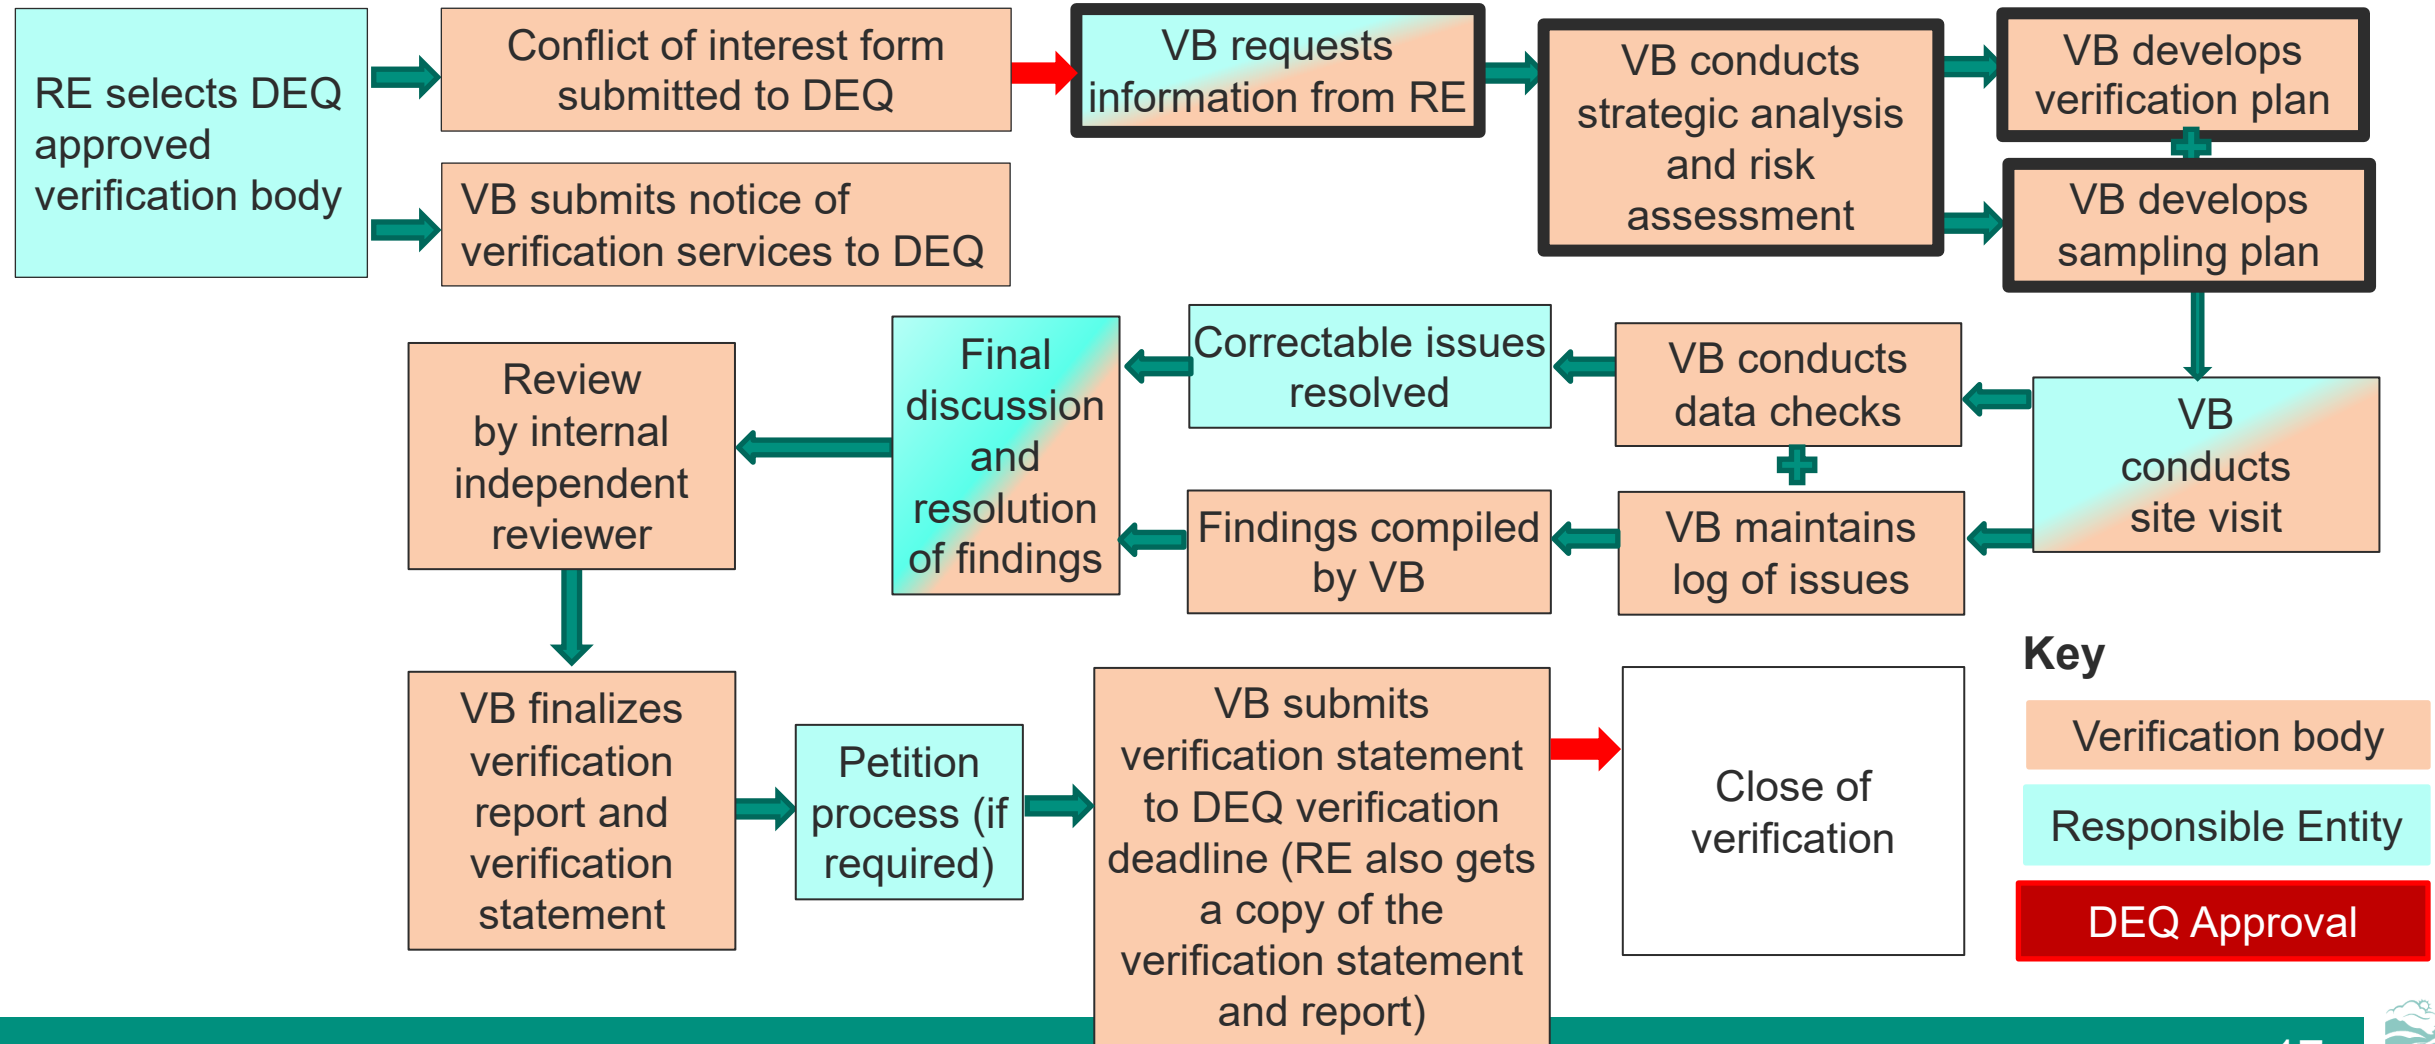 RE selects DEQ
approved
verification body
Conflict of interest form
submitted to DEQ
VB submits notice of
verification services to DEQ
VB requests
information from RE
VB conducts
strategic analysis
and risk
assessment
VB develops
verification plan
VB develops
sampling plan
VB
conducts
site visit
VB conducts
data checks
VB maintains
log of issues
Correctable issues
resolved
Findings compiled
by VB
Final
discussion
and
resolution
of findings
Review
by internal
independent
reviewer
VB finalizes
verification
report and
verification
statement
Petition
process (if
required)
VB submits
verification statement
to DEQ verification
deadline (RE also gets
a copy of the
verification statement
and report)
Close of
verification
Key
Verification body
Responsible Entity
DEQ Approval